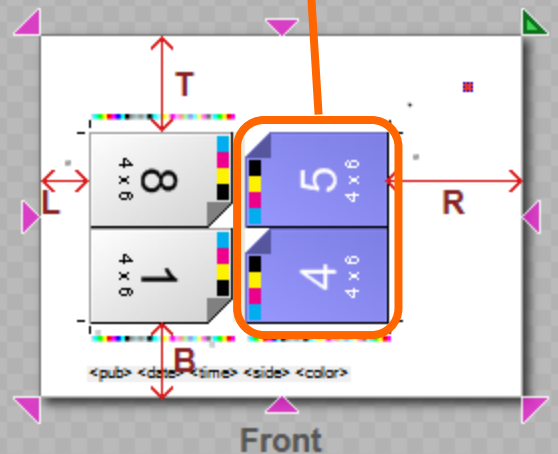 T
8
4 x 6
5
4 x 6
L
R
1
4 x 6
4
4 x 6
B
<pub> <date> <time> <side> <color>
Front